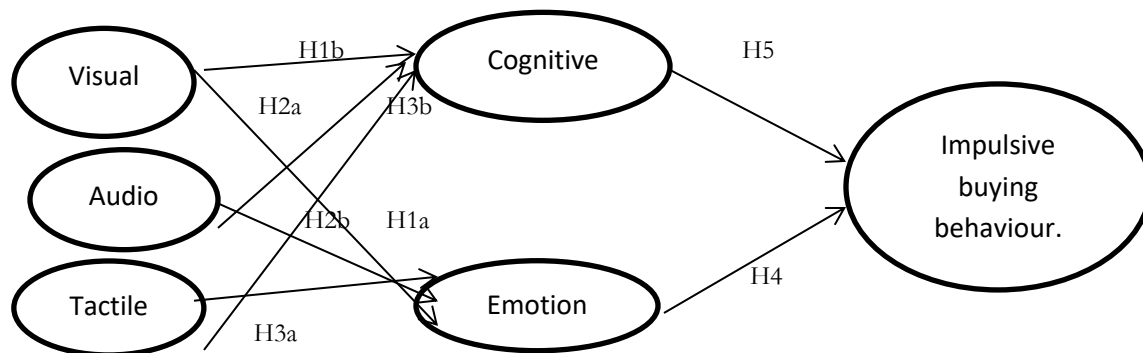 Visual
H1b
Cognitive
H5
H2a
H3b
Audio
Impulsive
buying
behaviour.
H2b
H1a
Tactile
Emotion
H4
H3a